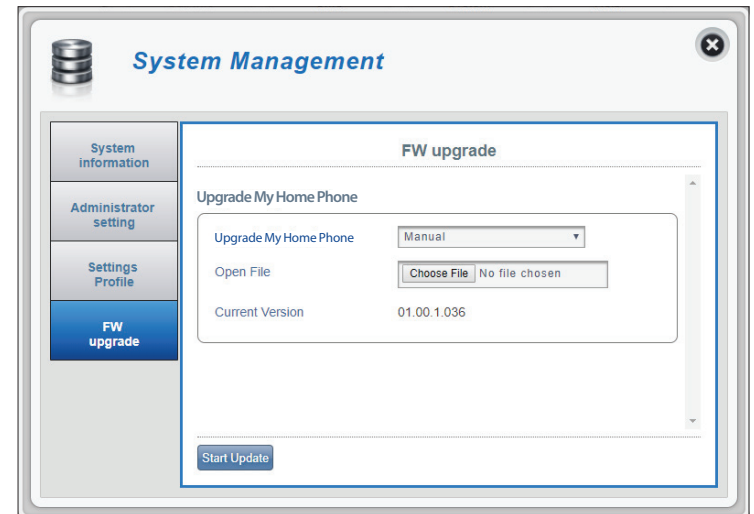 System Management
System
information
Administrator
setting
Settings
Profile
FW
upgrade
FW upgrade
Upgrade My Home Phone
Upgrade My Home Phone Manual
Open File Choose File No file chosen
Current Version 01.00.1.036
Start Update